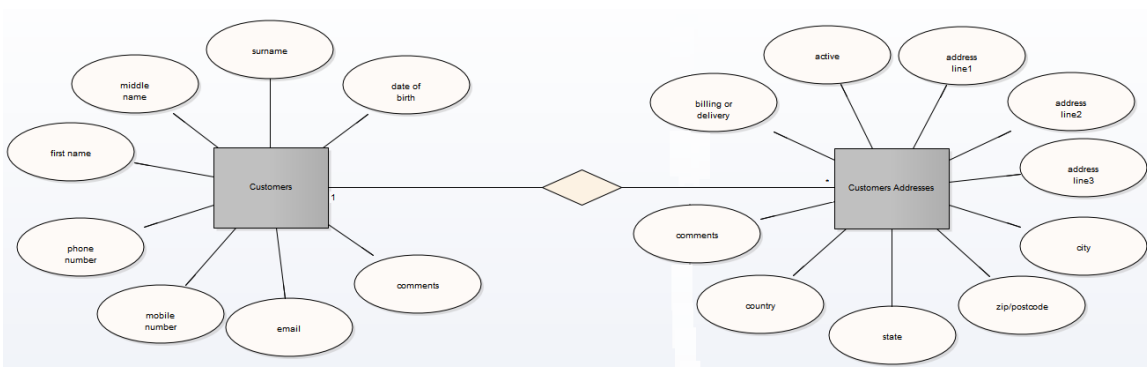 surname
middle
name
date of
birth
first name
Customers
1
phone
number
mobile
number
email
comments
active
address
line1
billing or
delivery
address
line2
address
line3
*
Customers Addresses
comments
city
country
zip/postcode
state